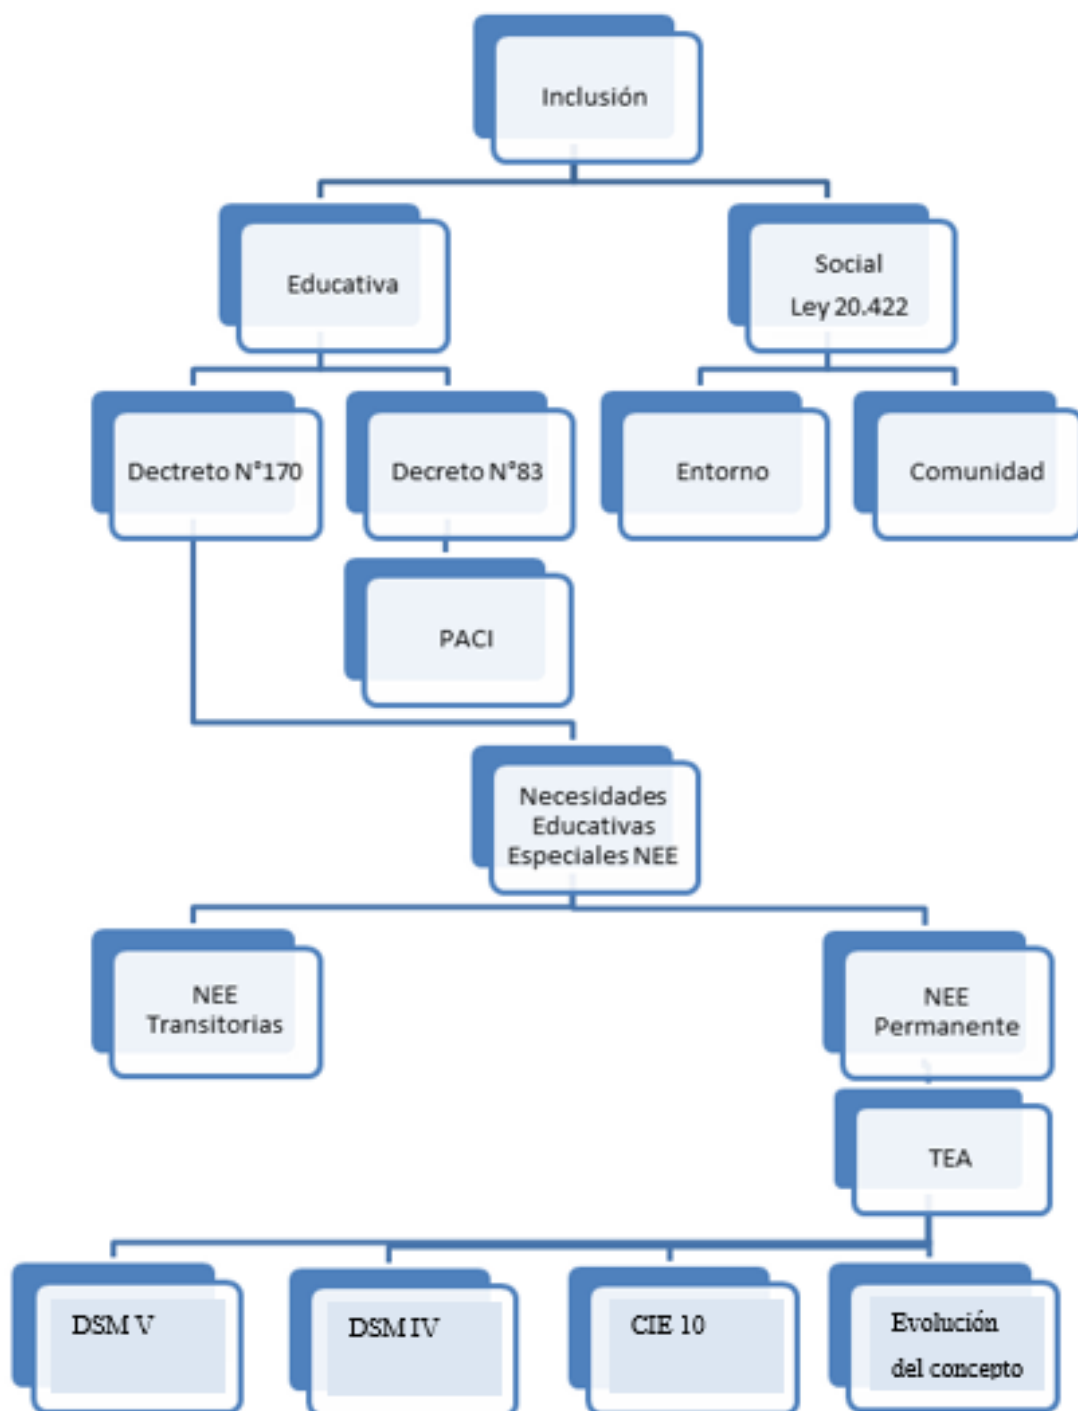 Inclusión
Educativa
Social
Ley 20.422
Dectreto N°170
Decreto N°83
Entorno
Comunidad
PACI
Necesidades
Educativas
Especiales NEE
NEE
Transitorias
NEE
Permanente
TEA
DSM V
DSM IV
CIE 10
Evolución
del concepto